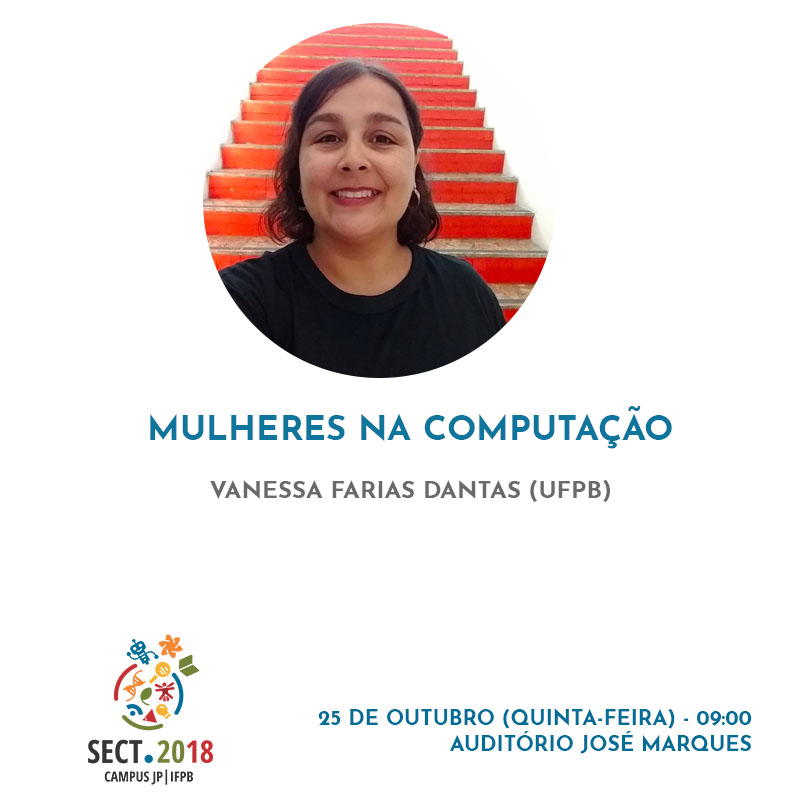 MULHERES NA COMPUTAÇÃO
VANESSA FARIAS DANTAS (UFPB)
SECT.2018
CAMPUS JP|IFPB
25 DE OUTUBRO (QUINTA-FEIRA) - 09:00
AUDITÓRIO JOSÉ MARQUES